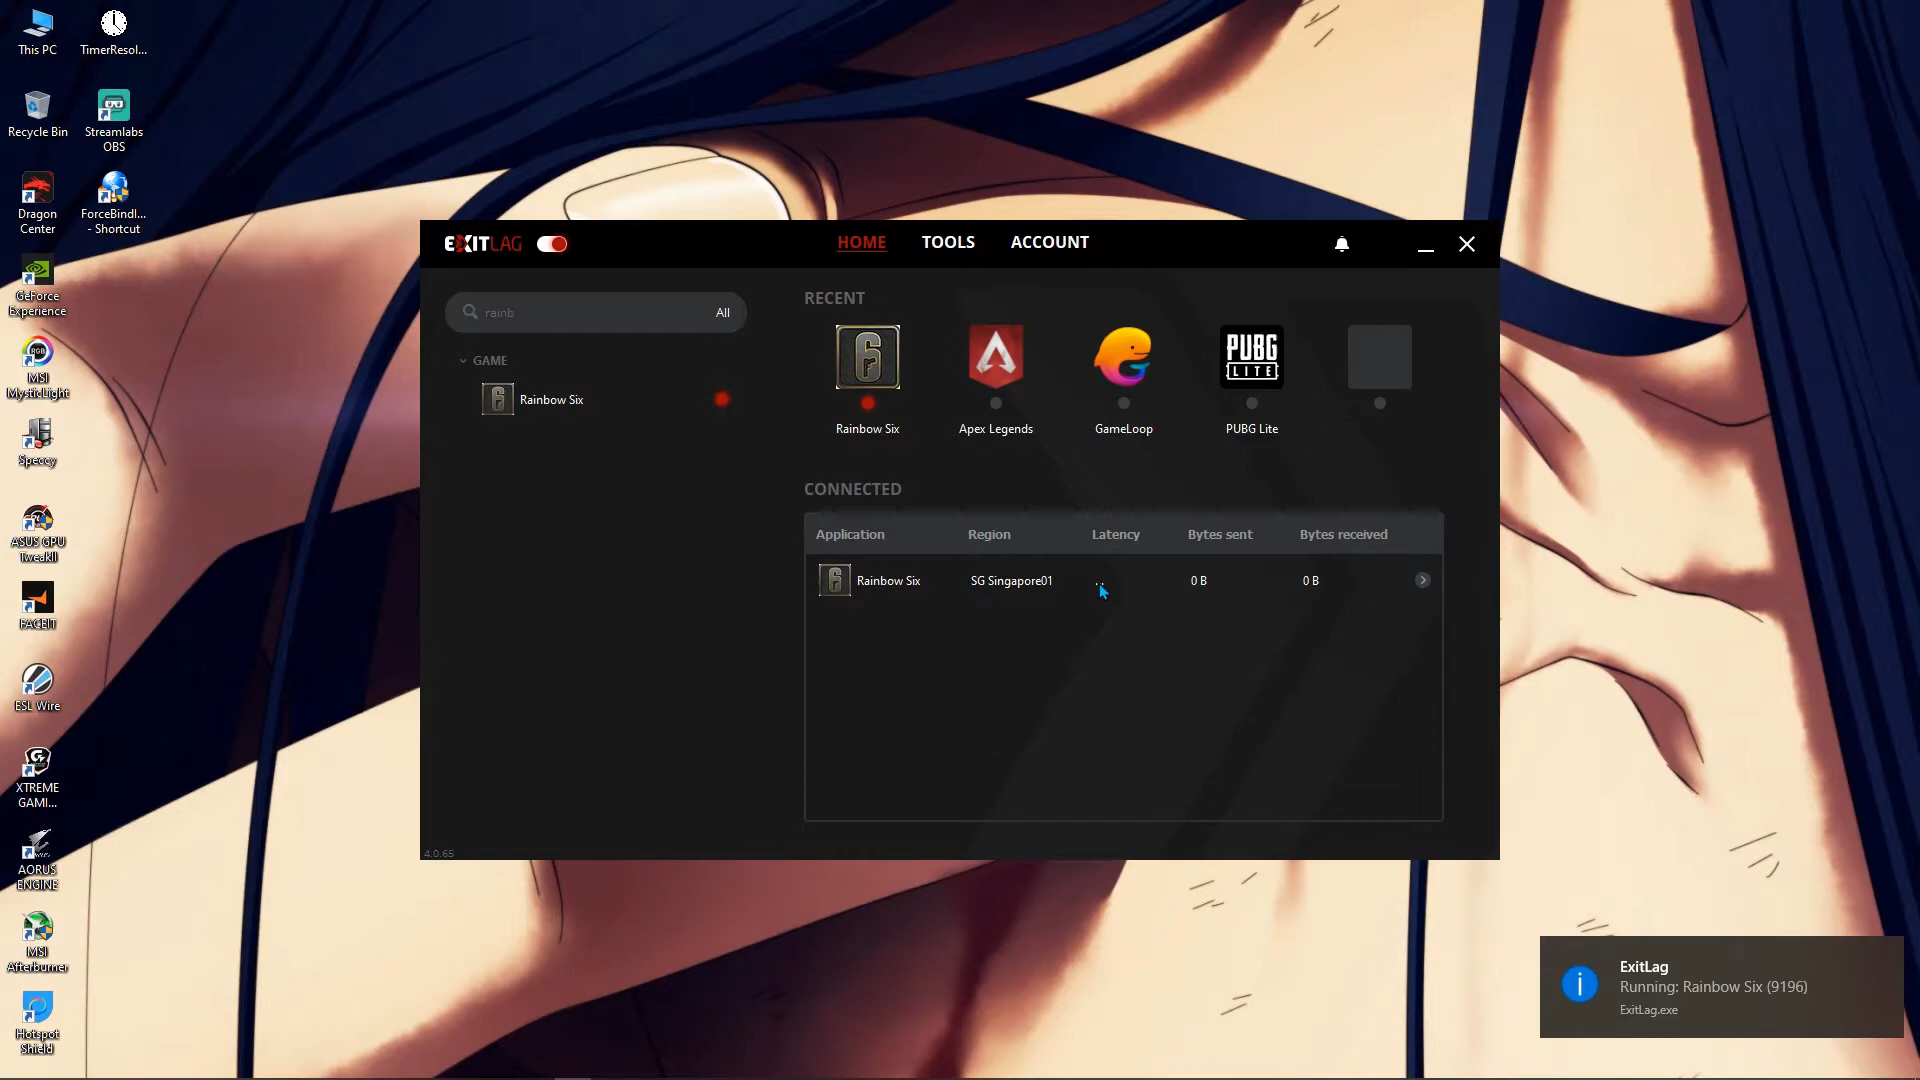 This PC
TimerResol...
Recycle Bin
Streamlabs
OBS
Dragon
Center
ForceBindI...
- Shortcut
GeForce
Experience
RGB
MSI
MysticLight
Speccy
ASUS GPU
TweakII
FACEIT
ESL Wire
XTREME
GAMI...
AORUS
ENGINE
MSI
Afterburner
Hotspot
Shield
EXITLAG
HOME
TOOLS
ACCOUNT
rainb
All
GAME
Rainbow Six
RECENT
6
PUBG
LITE
Rainbow Six
Apex Legends
GameLoop
PUBG Lite
CONNECTED
Application
Region
Latency
Bytes sent
Bytes received
Rainbow Six
SG Singapore01
..
0 B
0 B
4.0.65
ExitLag
Running: Rainbow Six (9196)
ExitLag.exe